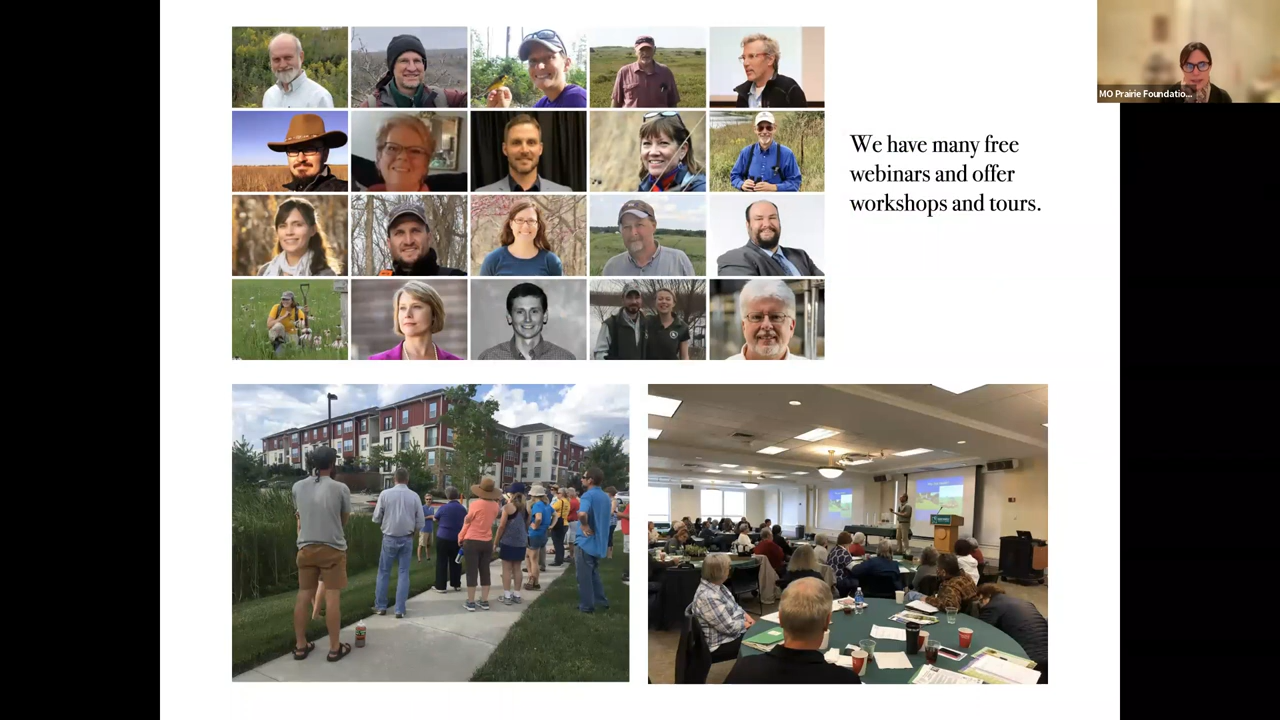 MO Prairie Foundatio...
We have many free
webinars and offer
workshops and tours.